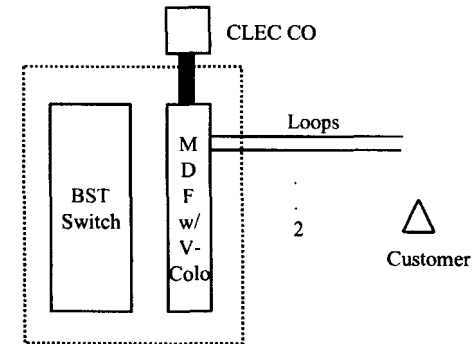 CLEC CO
Loops
M
D
F
w/
V-
Colo
BST
Switch
.
.
2
Customer